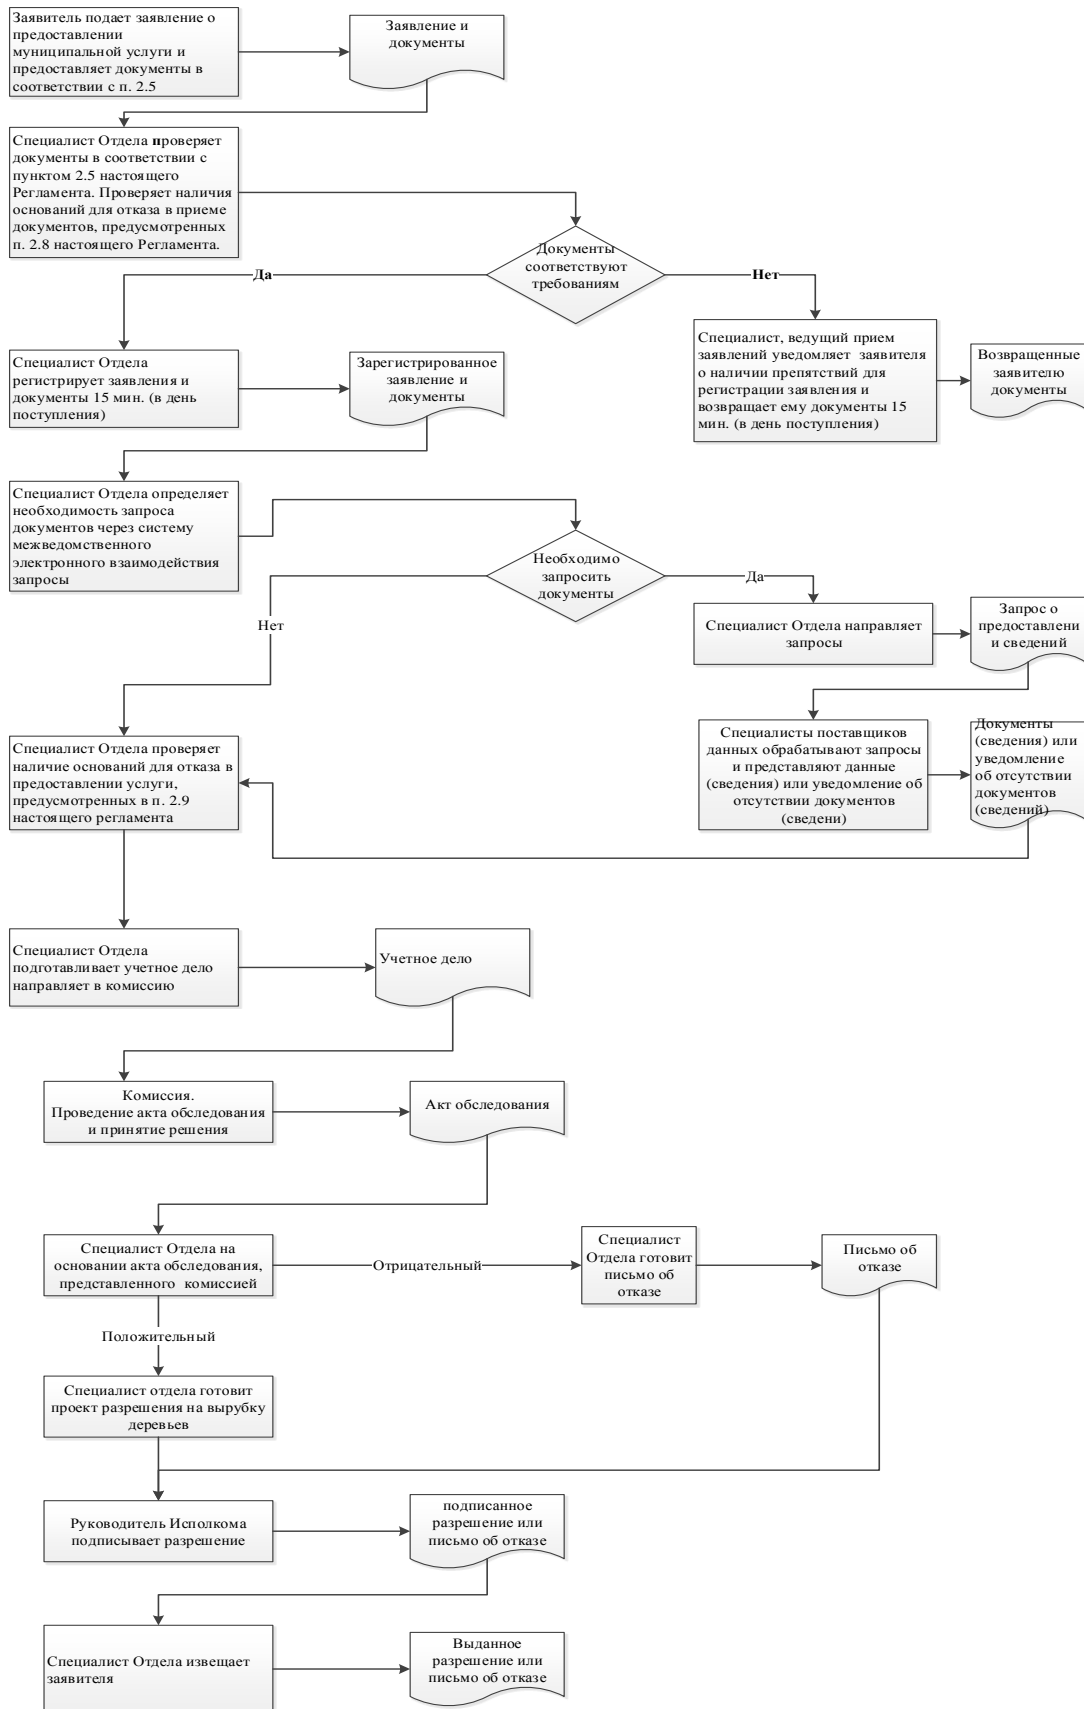 Заявитель подает заявление о
предоставлении
муниципальной услуги и
предоставляет документы в
соответствии с п. 2.5
Заявление и
документы
Специалист Отдела проверяет
документы в соответствии с
пунктом 2.5 настоящего
Регламента. Проверяет наличия
оснований для отказа в приеме
документов, предусмотренных
п. 2.8 настоящего Регламента.
Документы
соответствуют
требованиям
Да
Нет
Специалист Отдела
регистрирует заявления и
документы 15 мин. (в день
поступления)
Зарегистрированное
заявление и
документы
Специалист, ведущий прием
заявлений уведомляет заявителя
о наличии препятствий для
регистрации заявления и
возвращает ему документы 15
мин. (в день поступления)
Возвращенные
заявителю
документы
Специалист Отдела определяет
необходимость запроса
документов через систему
межведомственного
электронного взаимодействия
запросы
Необходимо
запросить
документы
Да
Нет
Специалист Отдела направляет
запросы
Запрос о
предоставлени
и сведений
Специалисты поставщиков
данных обрабатывают запросы
и представляют данные
(сведения) или уведомление об
отсутствии документов
(сведени)
Документы
(сведения) или
уведомление
об отсутствии
документов
(сведений)
Специалист Отдела проверяет
наличие оснований для отказа в
предоставлении услуги,
предусмотренных в п. 2.9
настоящего регламента
Специалист Отдела
подготавливает учетное дело
направляет в комиссию
Учетное дело
Комиссия.
Проведение акта обследования
и принятие решения
Акт обследования
Специалист Отдела на
основании акта обследования,
представленного комиссией
Отрицательный
Специалист
Отдела готовит
письмо об
отказе
Письмо об
отказе
Положительный
Специалист отдела готовит
проект разрешения на вырубку
деревьев
Руководитель Исполкома
подписывает разрешение
подписанное
разрешение или
письмо об отказе
Специалист Отдела извещает
заявителя
Выданное
разрешение или
письмо об отказе